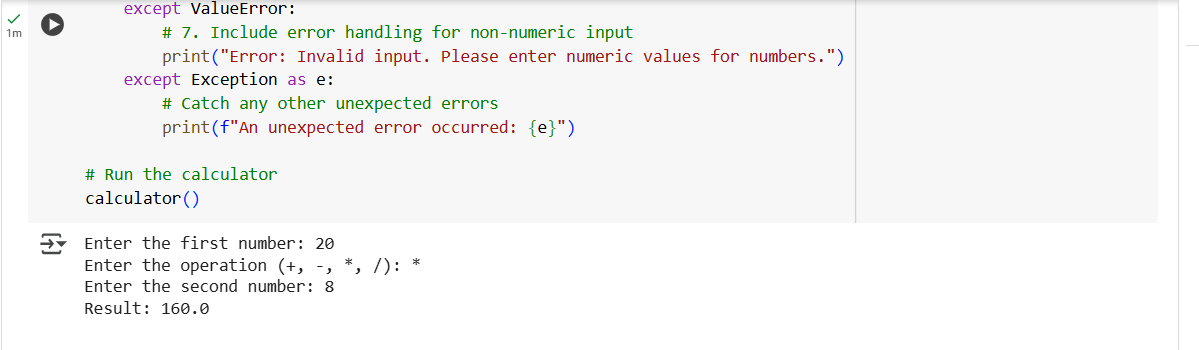 except ValueError:
1m
# 7. Include error handling for non-numeric input
print("Error: Invalid input. Please enter numeric values for numbers.")
except Exception as e:
# Catch any other unexpected errors
print(f"An unexpected error occurred: {e}")
# Run the calculator
calculator()
Enter the first number: 20
Enter the operation (+, -, *, /): *
Enter the second number: 8
Result: 160.0